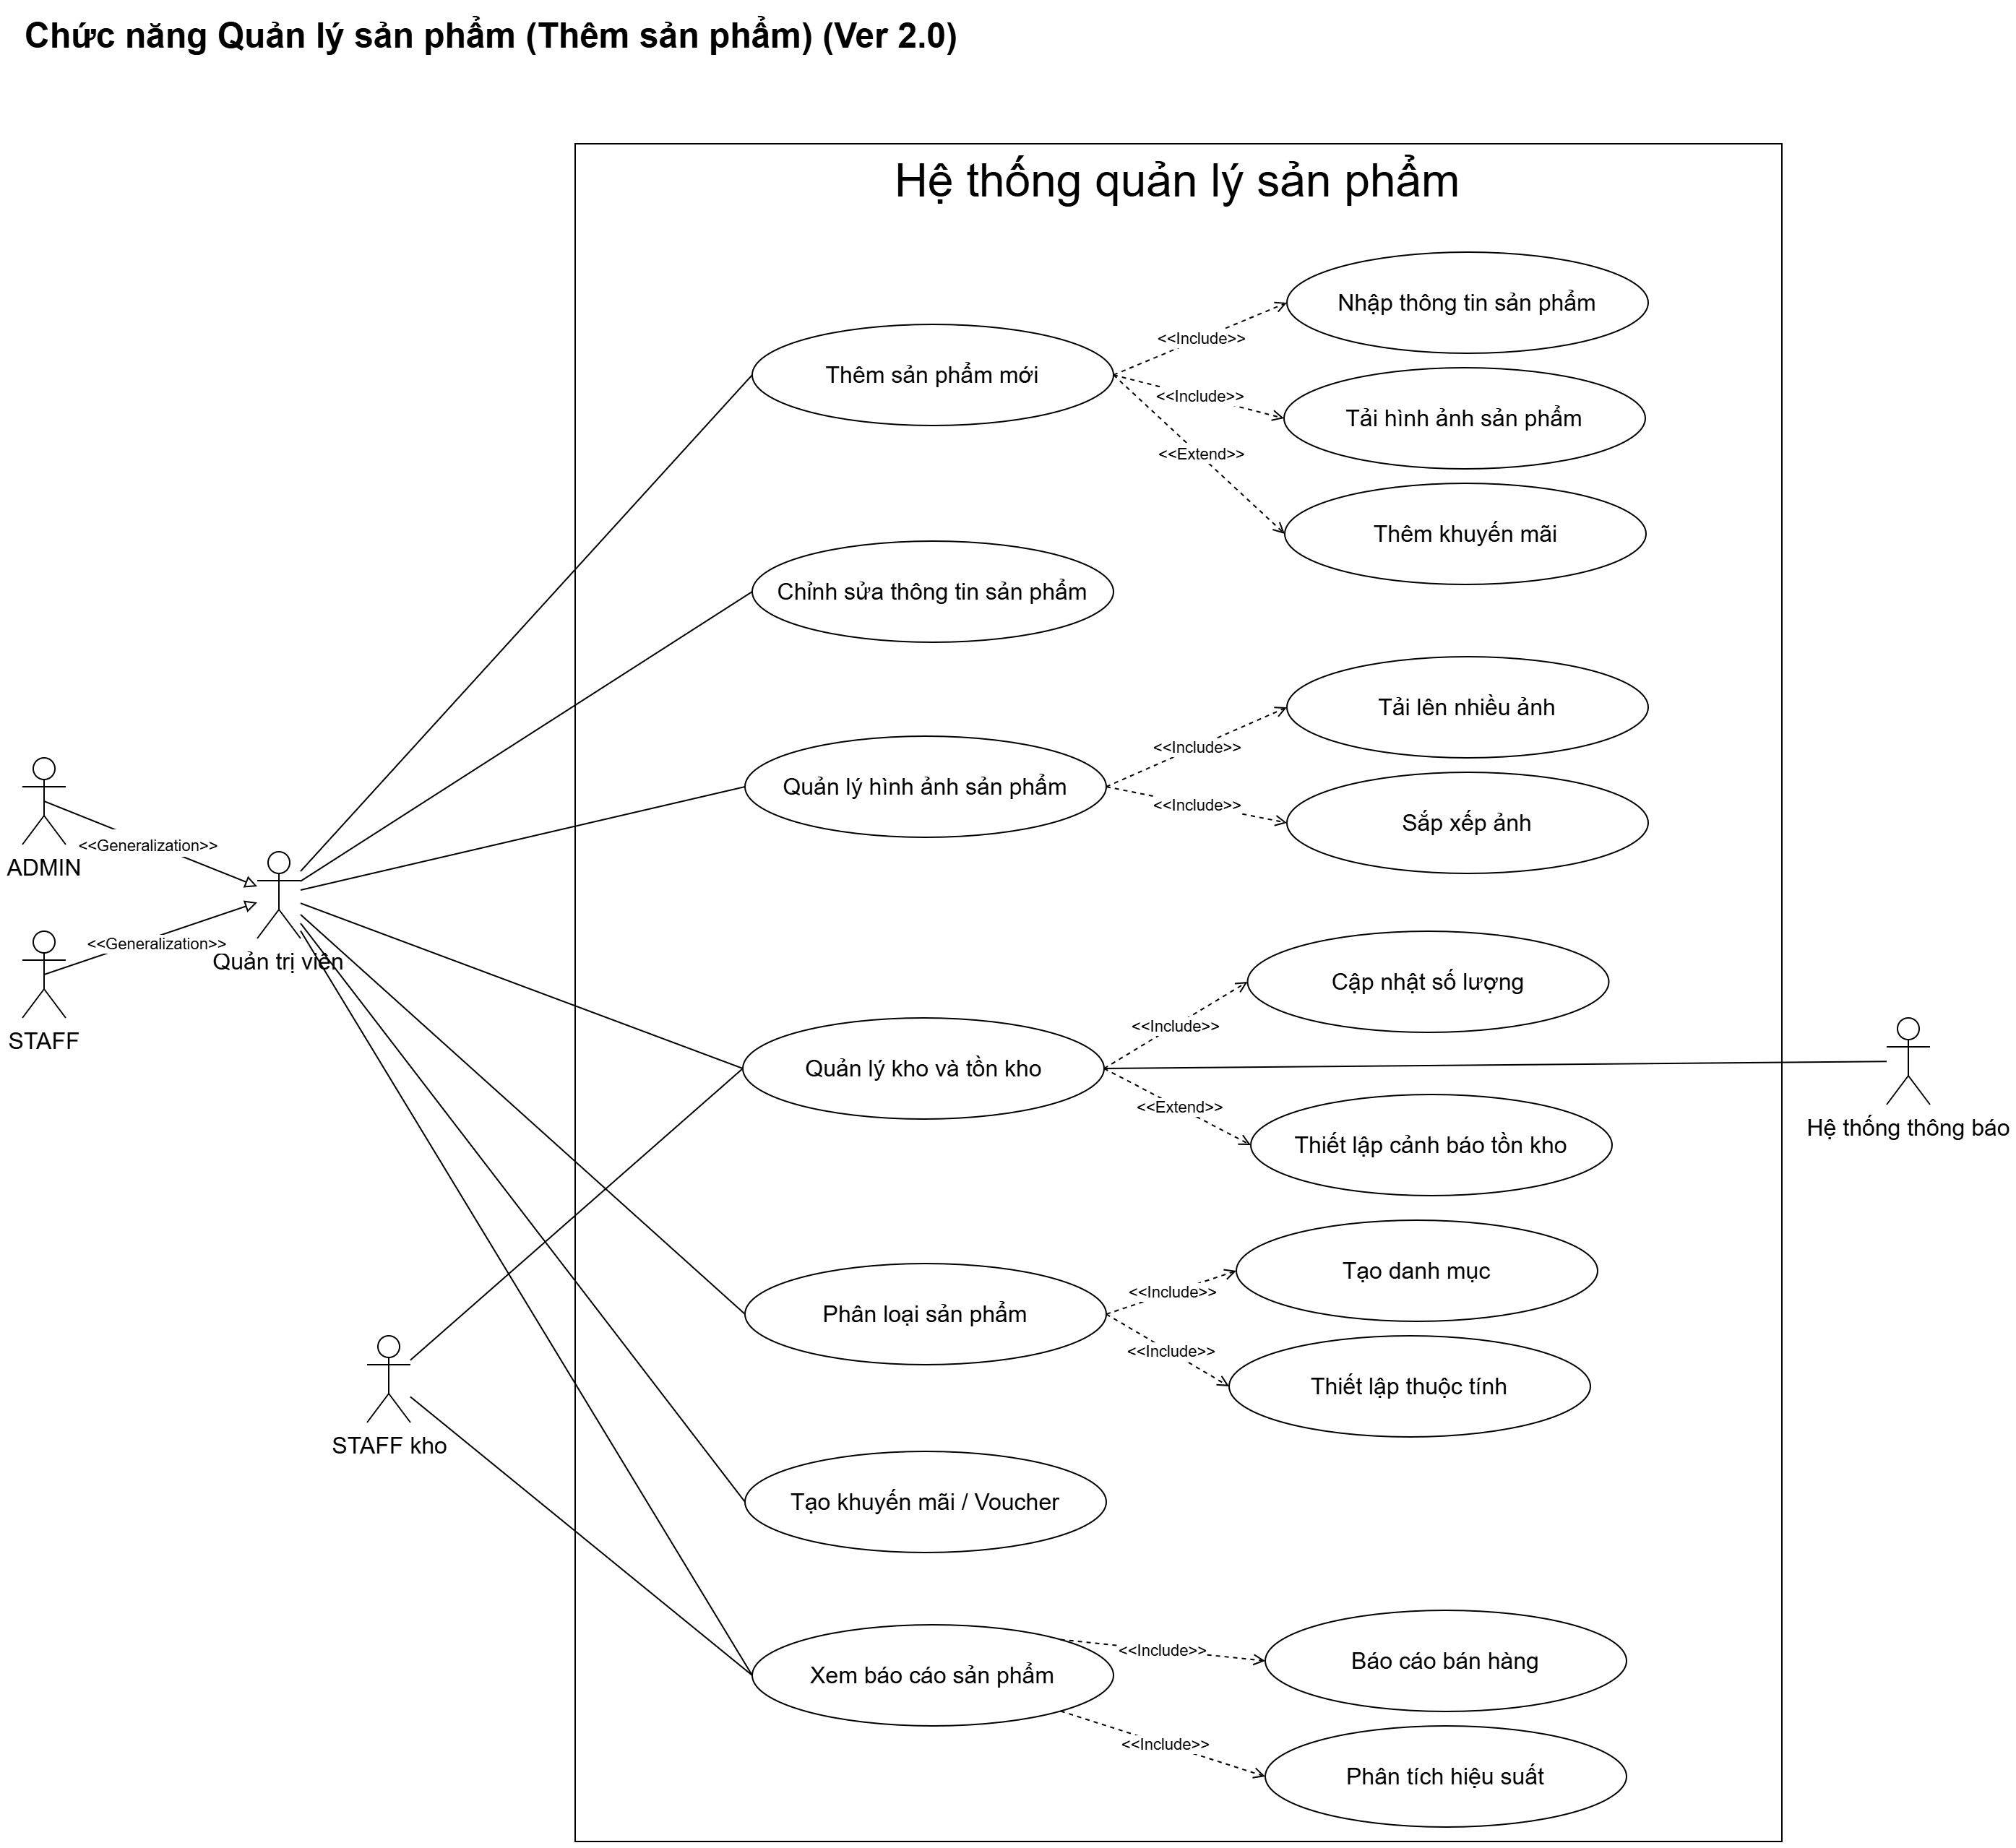 Chức năng Quản lý sản phẩm (Thêm sản phẩm) (Ver 2.0)
Hệ thống quản lý sản phẩm
Nhập thông tin sản phẩm
<<Include>>
Thêm sản phẩm mới
<<Include>>
Tải hình ảnh sản phẩm
<<Extend>>
Thêm khuyến mãi
Chỉnh sửa thông tin sản phẩm
Tải lên nhiều ảnh
<<Include>>
Quản lý hình ảnh sản phẩm
<<Include>>
Sắp xếp ảnh
<<Generalization>>
ADMIN
<<Generalization>>
Quản trị viên
STAFF
Cập nhật số lượng
<<Include>>
Quản lý kho và tồn kho
<<Extend>>
Hệ thống thông báo
Thiết lập cảnh báo tồn kho
Tạo danh mục
<<Include>>
Phân loại sản phẩm
<<Include>>
Thiết lập thuộc tính
STAFF kho
Tạo khuyến mãi / Voucher
<<Include>>
Báo cáo bán hàng
Xem báo cáo sản phẩm
<<Include>>
Phân tích hiệu suất